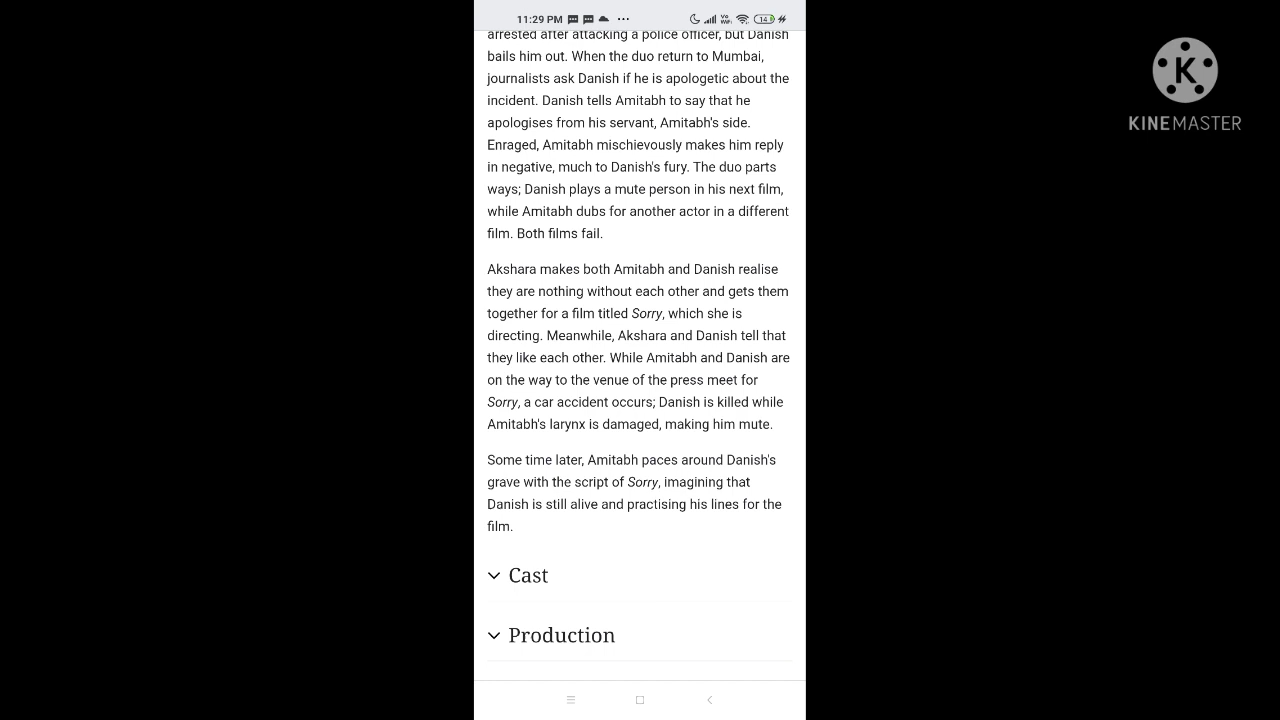 11:29 PM
Vo
WiFi
14
arrested after attacking a police officer, but Danish
bails him out. When the duo return to Mumbai,
journalists ask Danish if he is apologetic about the
incident. Danish tells Amitabh to say that he
apologises from his servant, Amitabh's side.
Enraged, Amitabh mischievously makes him reply
in negative, much to Danish's fury. The duo parts
ways; Danish plays a mute person in his next film,
while Amitabh dubs for another actor in a different
film. Both films fail.
Akshara makes both Amitabh and Danish realise
they are nothing without each other and gets them
together for a film titled Sorry, which she is
directing. Meanwhile, Akshara and Danish tell that
they like each other. While Amitabh and Danish are
on the way to the venue of the press meet for
Sorry, a car accident occurs; Danish is killed while
Amitabh's larynx is damaged, making him mute.
Some time later, Amitabh paces around Danish's
grave with the script of Sorry, imagining that
Danish is still alive and practising his lines for the
film.
Cast
Production
K
KINEMASTER